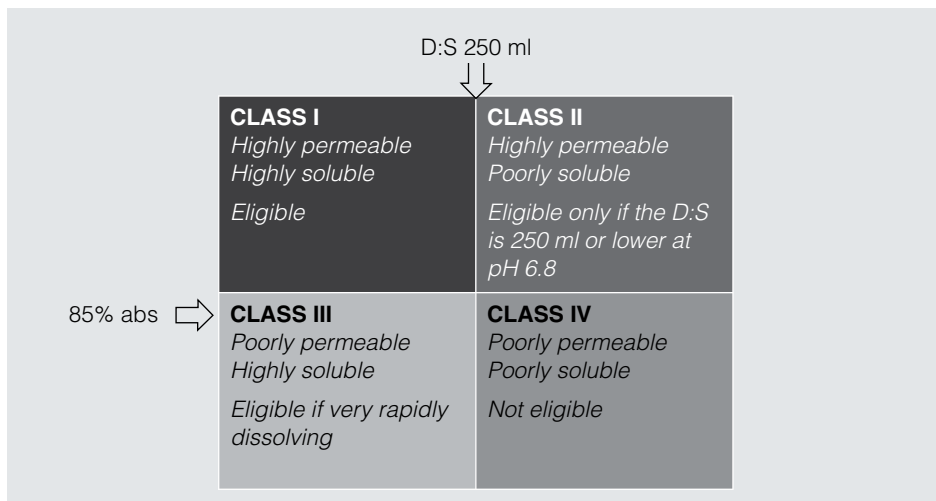 D:S 250 ml
CLASS I
Highly permeable
Highly soluble
Eligible
CLASS II
Highly permeable
Poorly soluble
Eligible only if the D:S
is 250 ml or lower at
pH 6.8
85% abs
CLASS III
Poorly permeable
Highly soluble
Eligible if very rapidly
dissolving
CLASS IV
Poorly permeable
Poorly soluble
Not eligible